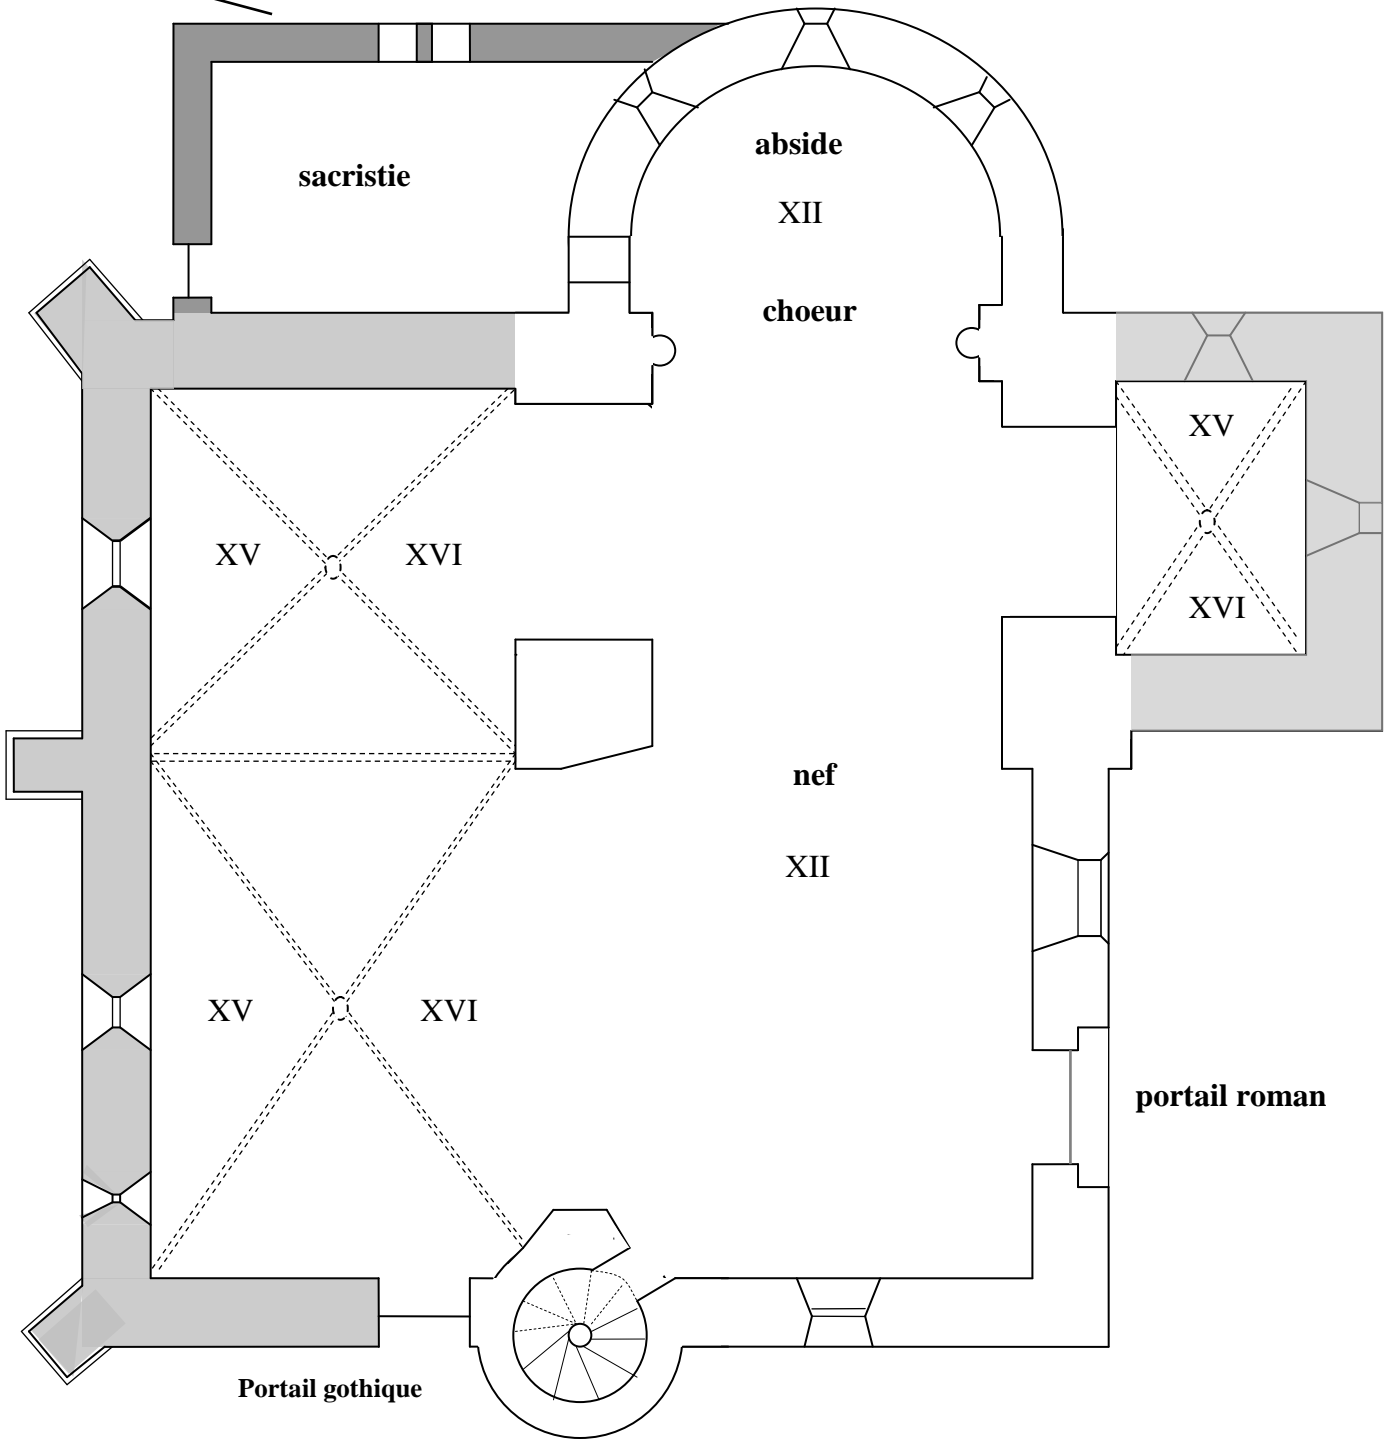 abside
sacristie
XII
choeur
XV
XV XVI
XVI
nef
XII
XV XVI
portail roman
Portail gothique